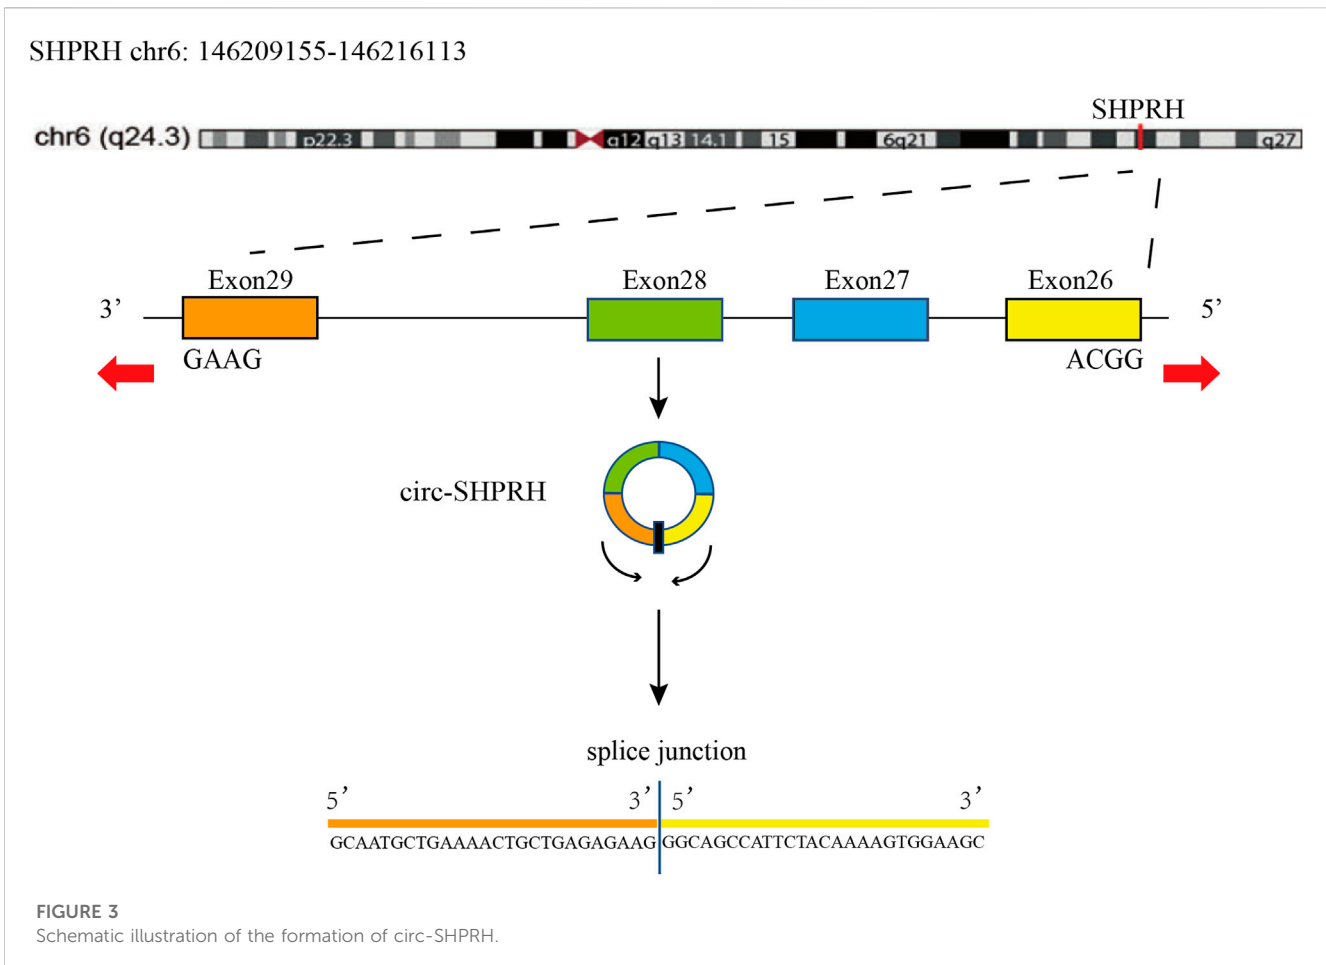 SHPRH chr6: 146209155-146216113
SHPRH
chr6 (q24.3) p22.3 q12 q13 14.1 15 6q21 q27
Exon29 Exon28 Exon27 Exon26
3’ 5’
GAAG ACGG
circ-SHPRH
splice junction
5’ 3’ 5’ 3’
GCAATGCTGAAAACTGCTGAGAGAAG GGCAGCCATTCTACAAAAGTGGAAGC
FIGURE 3
Schematic illustration of the formation of circ-SHPRH.